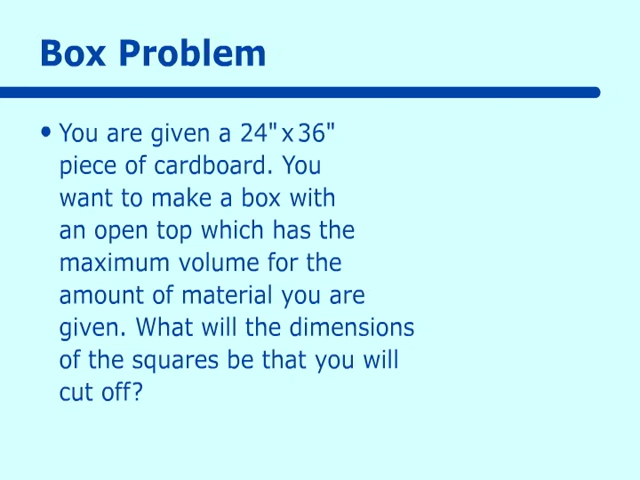 Box Problem
• You are given a 24" x 36"
piece of cardboard. You
want to make a box with
an open top which has the
maximum volume for the
amount of material you are
given. What will the dimensions
of the squares be that you will
cut off?